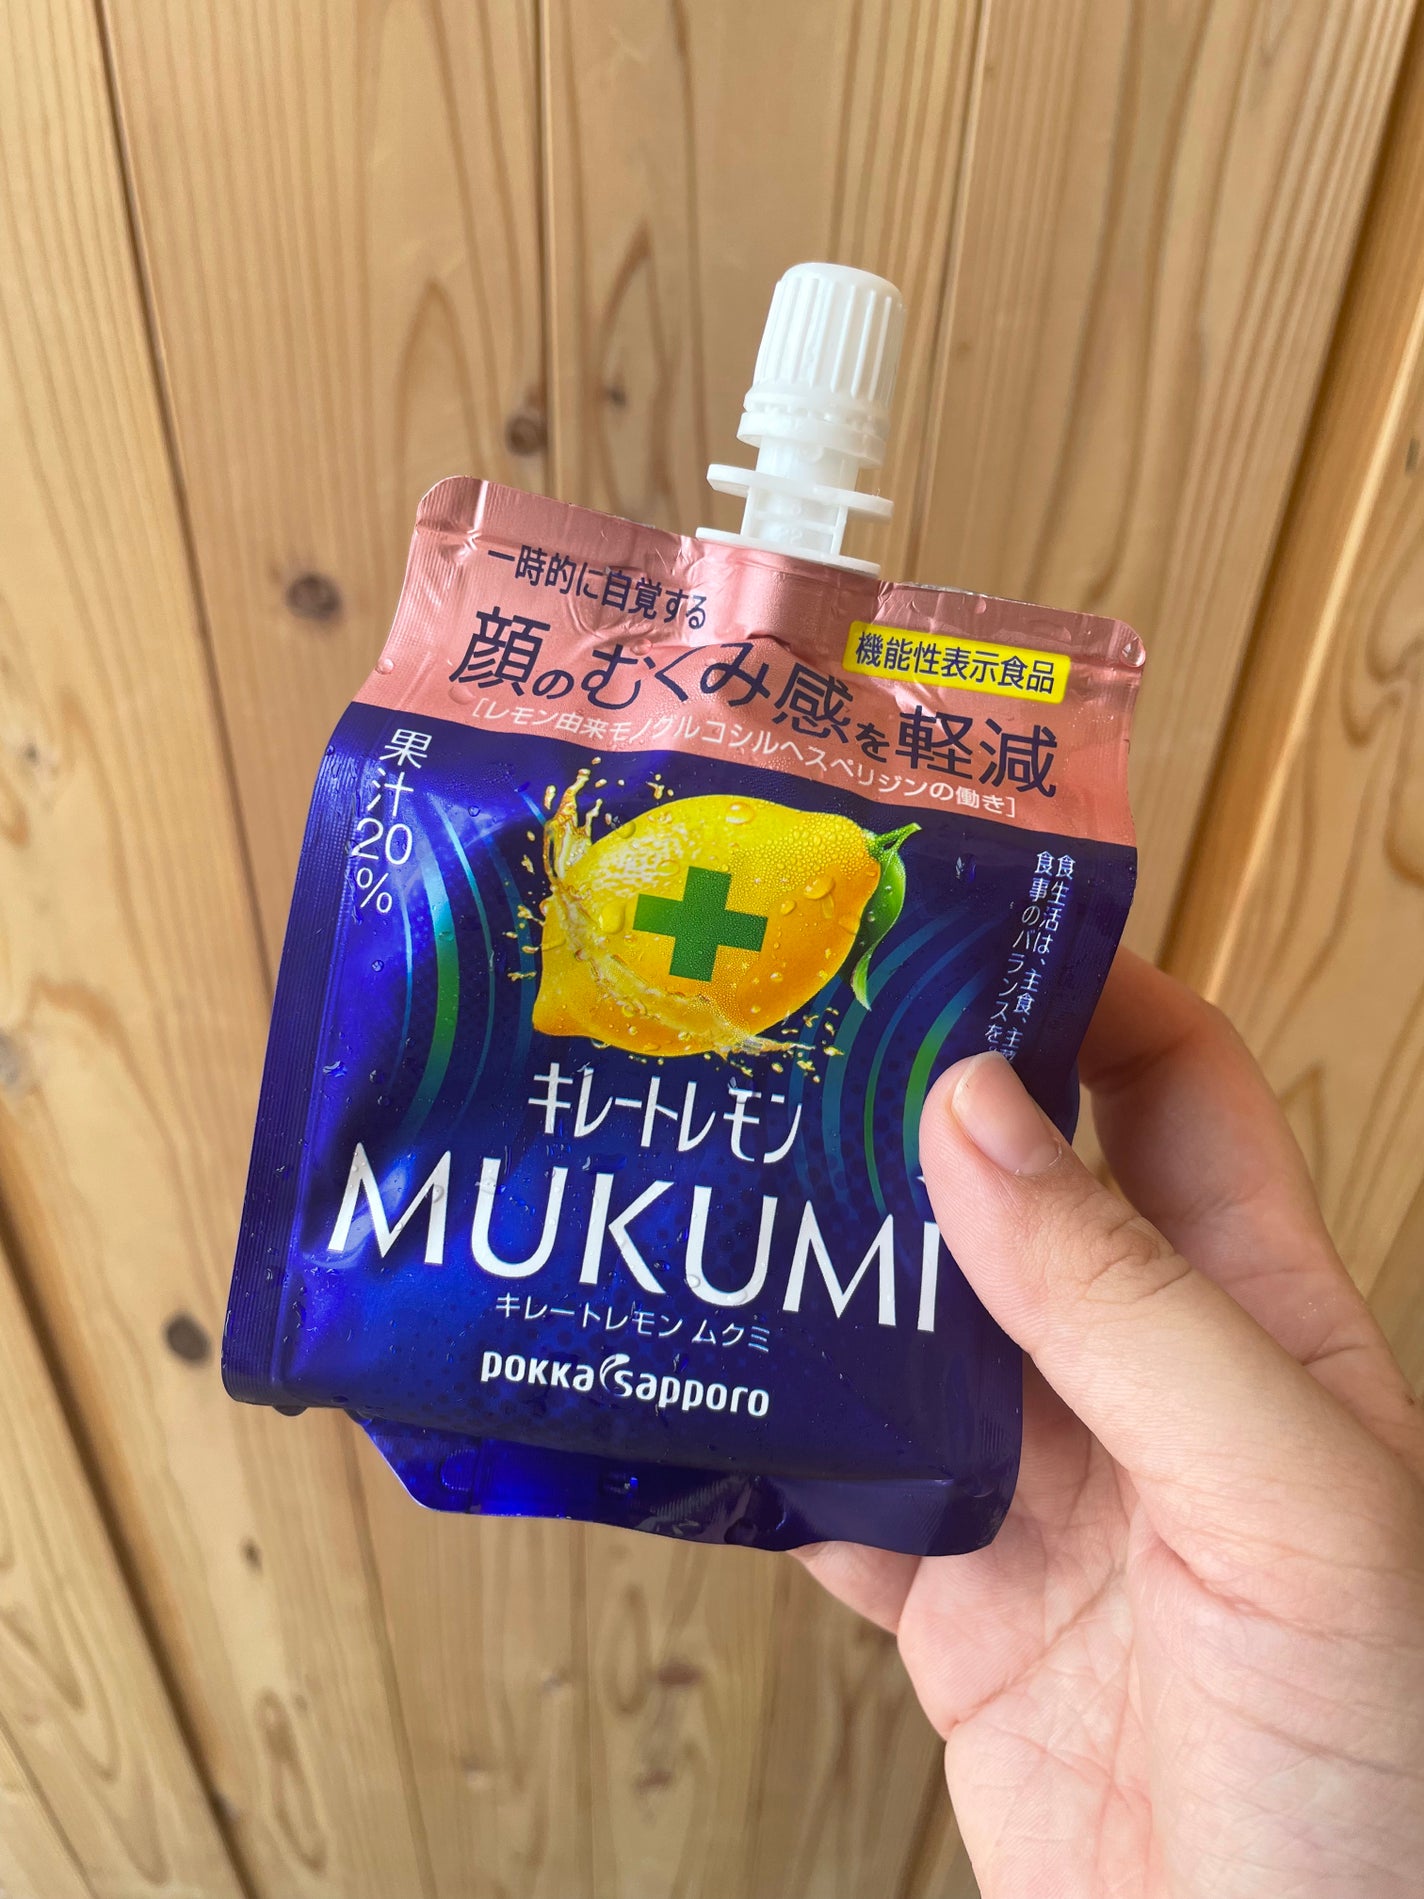 一時的に自覚する
顔のむくみ感を軽減
機能性表示食品
[レモン由来モノグルコシルヘスペリジンの働き]
果汁20%
食生活は、主食、主
食事のバランスを
キレートレモン
MUKUMI
キレートレモン ムクミ
POKKA sapporo